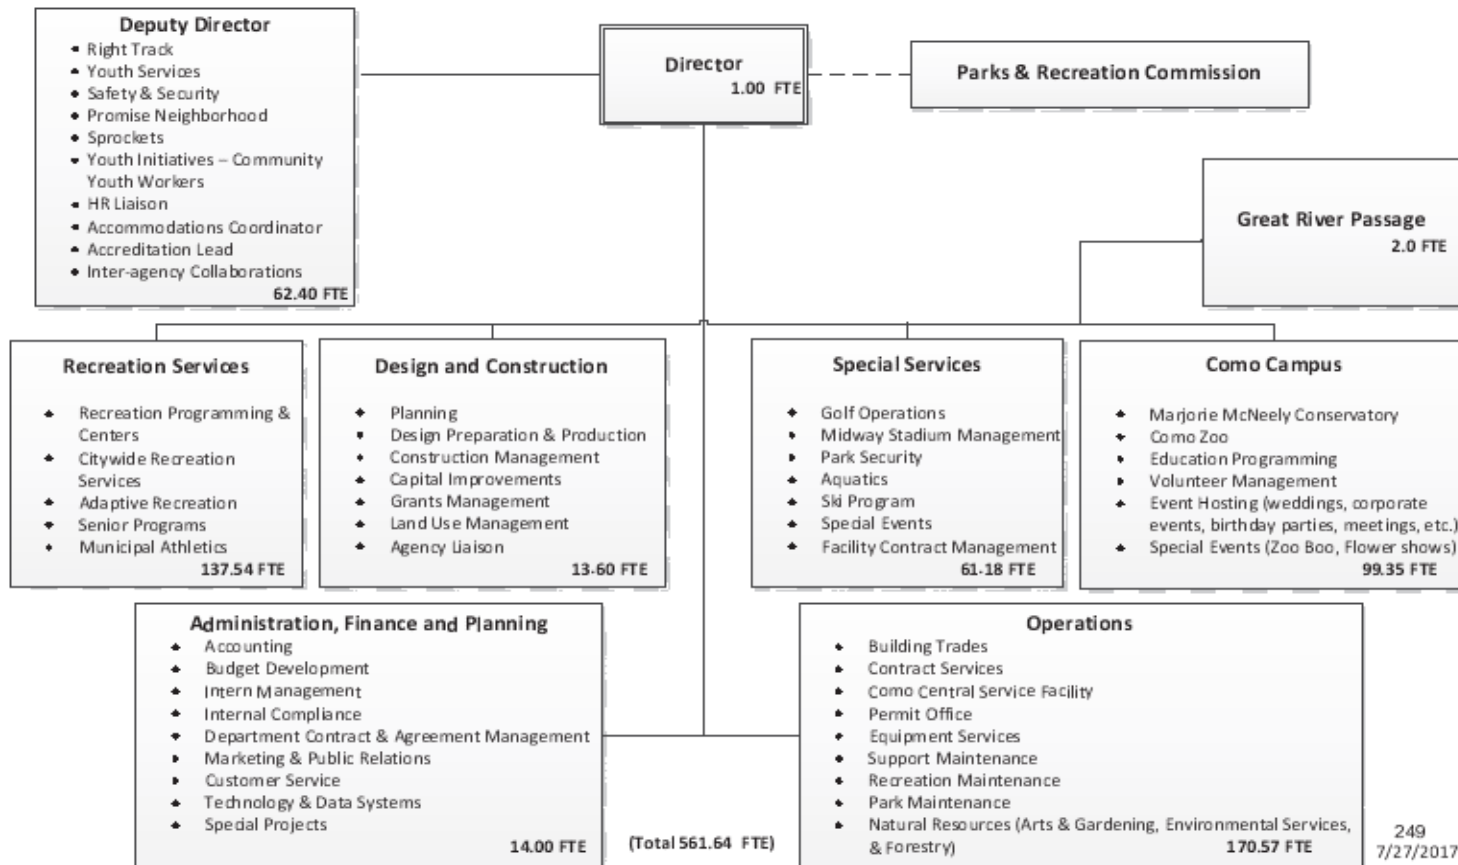 Deputy Director
Right Track
Youth Services
Safety & Security
Promise Neighborhood
Sprockets
Youth Initiatives – Community
Youth Workers
HR Liaison
Accommodations Coordinator
Accreditation Lead
Inter-agency Collaborations
62.40 FTE
Director
1.00 FTE
Parks & Recreation Commission
Great River Passage
2.0 FTE
Recreation Services
Recreation Programming &
Centers
Citywide Recreation
Services
Adaptive Recreation
Senior Programs
Municipal Athletics
137.54 FTE
Design and Construction
Planning
Design Preparation & Production
Construction Management
Capital Improvements
Grants Management
Land Use Management
Agency Liaison
13.60 FTE
Special Services
Golf Operations
Midway Stadium Management
Park Security
Aquatics
Ski Program
Special Events
Facility Contract Management
61.18 FTE
Como Campus
Marjorie McNeely Conservatory
Como Zoo
Education Programming
Volunteer Management
Event Hosting (weddings, corporate
events, birthday parties, meetings, etc.)
Special Events (Zoo Boo, Flower shows)
99.35 FTE
Administration, Finance and Planning
Accounting
Budget Development
Intern Management
Internal Compliance
Department Contract & Agreement Management
Marketing & Public Relations
Customer Service
Technology & Data Systems
Special Projects
14.00 FTE
(Total 561.64 FTE)
Operations
Building Trades
Contract Services
Como Central Service Facility
Permit Office
Equipment Services
Support Maintenance
Recreation Maintenance
Park Maintenance
Natural Resources (Arts & Gardening, Environmental Services,
& Forestry)
170.57 FTE
249
7/27/2017